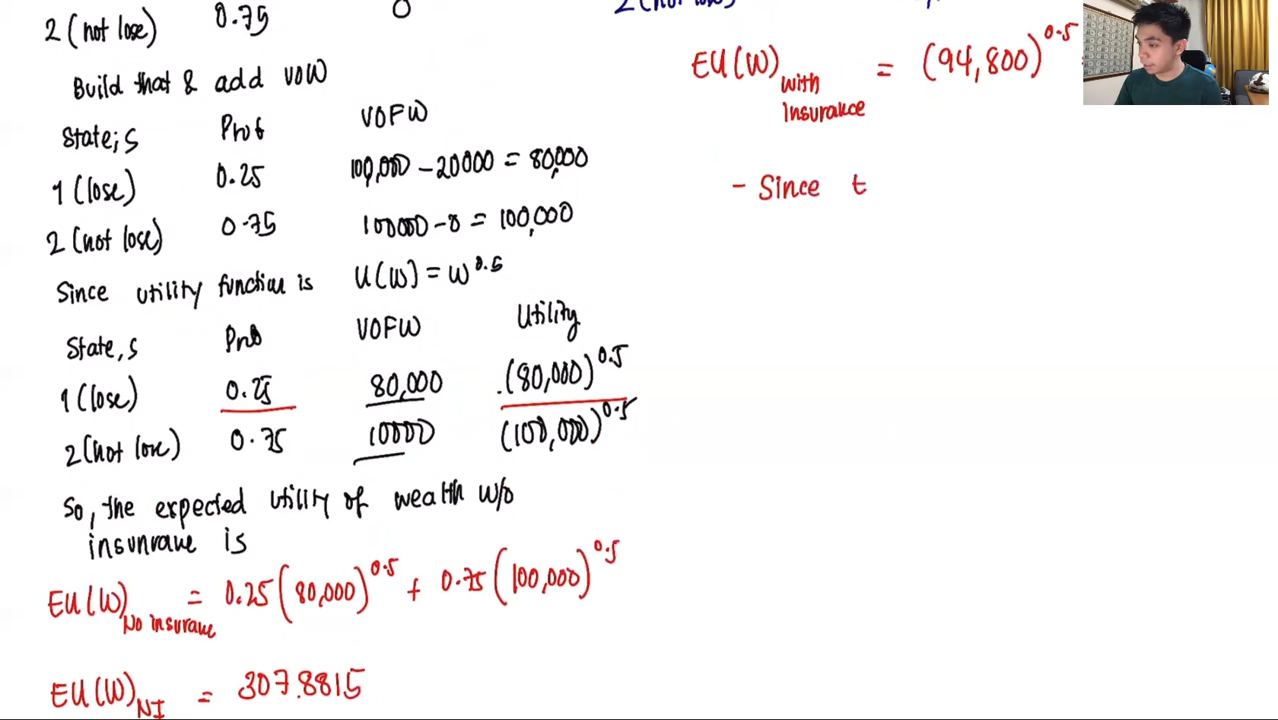 2 (not lose) 0.75 0
Build that & add VOW
State, s Prob VOFW
1 (lose) 0.25 100,000 - 20000 = 80,000
2 (not lose) 0.75 100000 - 0 = 100,000
Since utility function is U(W) = W^0.5
State, s Prob VOFW Utility
1 (lose) 0.25 80,000 (80,000)^0.5
2 (not lose) 0.75 10000 (100,000)^0.5
So, the expected utility of wealth w/o
insurance is
EU(W) No insurance = 0.25 (80,000)^0.5 + 0.75 (100,000)^0.5
EU(W) NI = 307.8815
2 (not lose)
EU(W) with insurance = (94,800)^0.5
- Since t